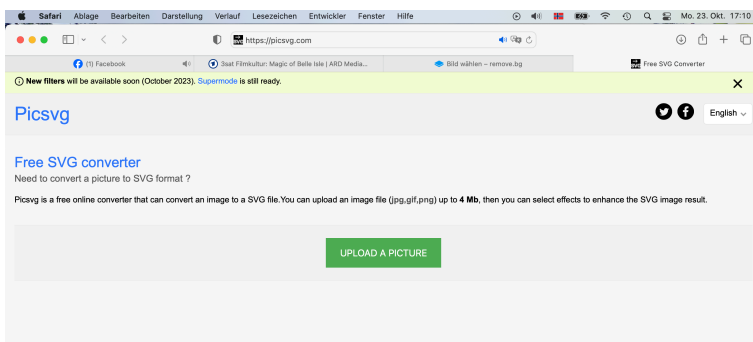 Safari Ablage Bearbeiten Darstellung Verlauf Lesezeichen Entwickler Fenster Hilfe Mo. 23. Okt. 17:10
https://picsvg.com
(1) Facebook 3sat Filmkultur: Magic of Belle Isle | ARD Media... Bild wählen – remove.bg Free SVG Converter
New filters will be available soon (October 2023). Supermode is still ready.
Picsvg English
Free SVG converter
Need to convert a picture to SVG format ?
Picsvg is a free online converter that can convert an image to a SVG file.You can upload an image file (jpg,gif,png) up to 4 Mb, then you can select effects to enhance the SVG image result.
UPLOAD A PICTURE